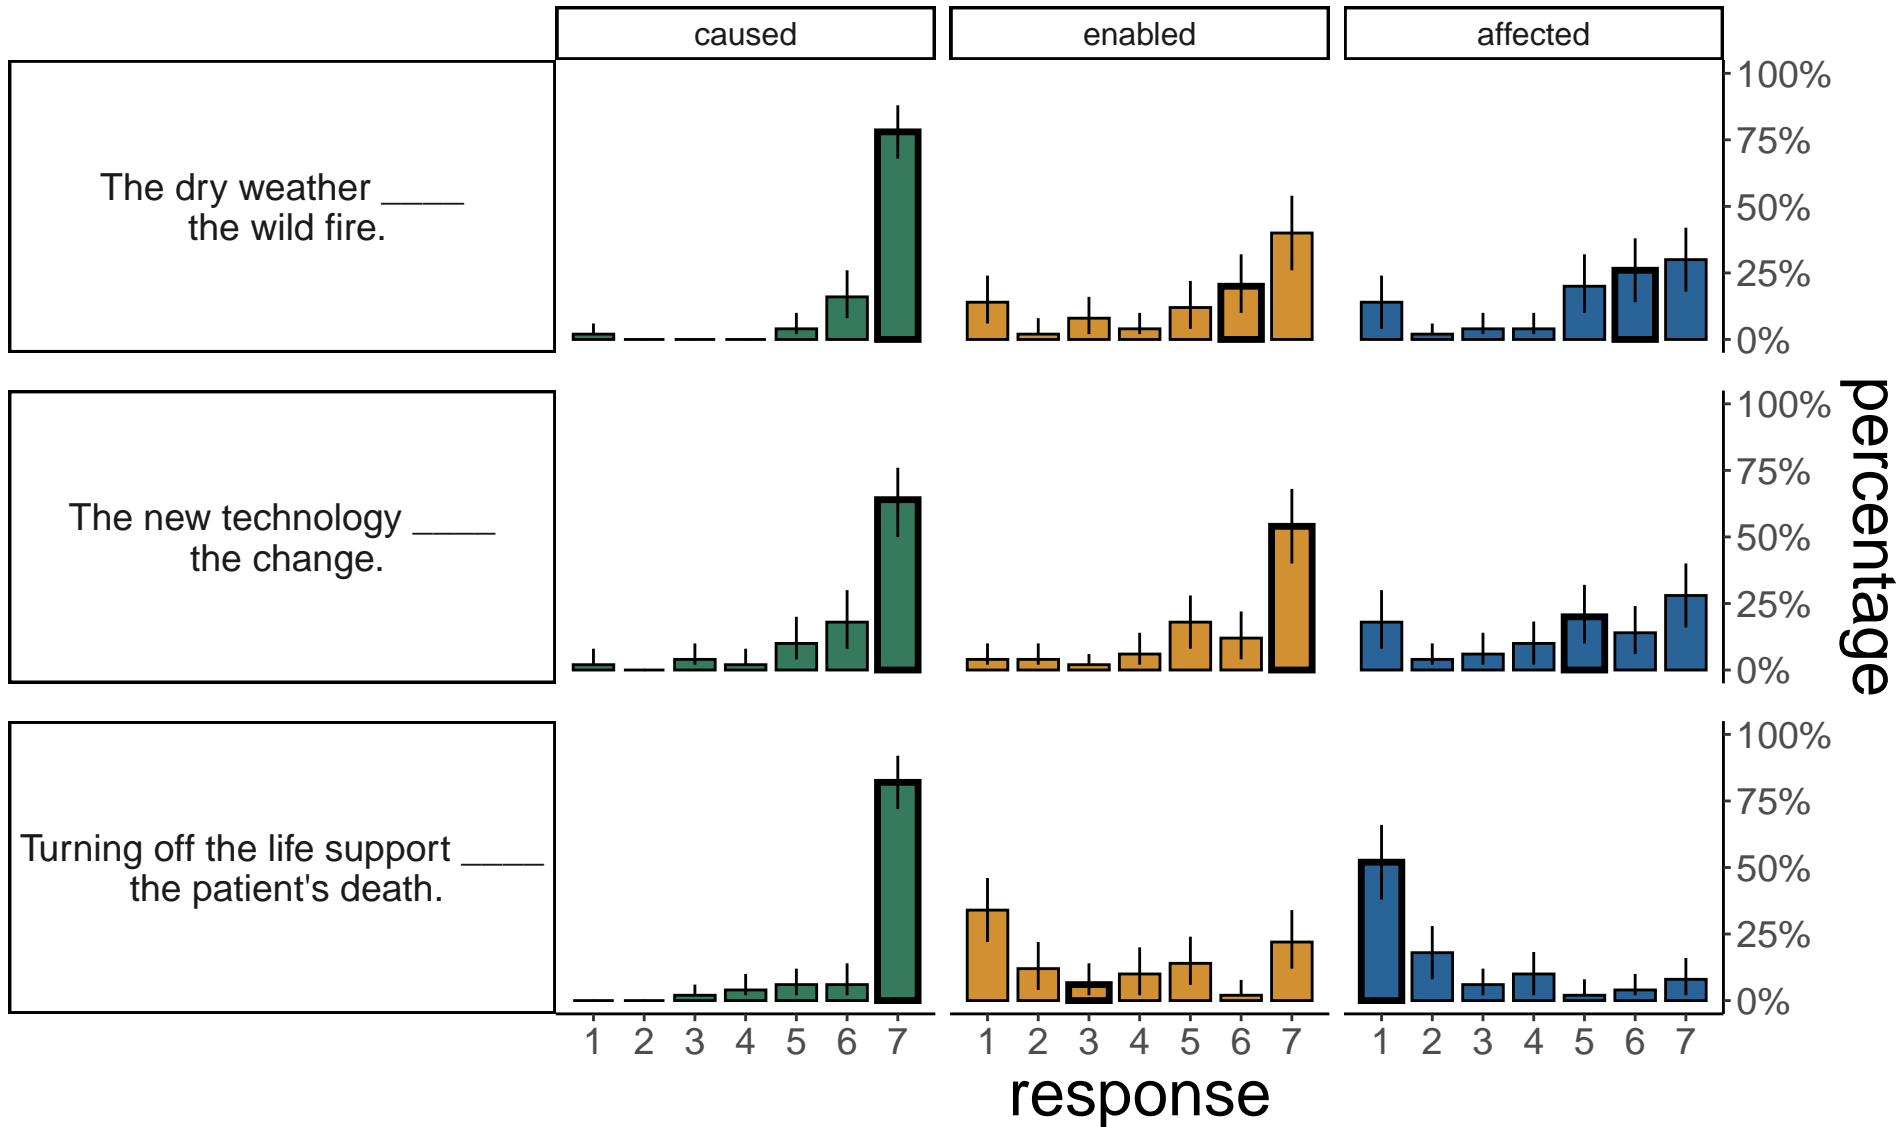 caused enabled affected
The dry weather ____
the wild fire.
100%
75%
50%
25%
0%
The new technology ____
the change.
100%
75%
50%
25%
0%
percentage
Turning off the life support ____
the patient's death.
100%
75%
50%
25%
0%
1 2 3 4 5 6 7 1 2 3 4 5 6 7 1 2 3 4 5 6 7
response